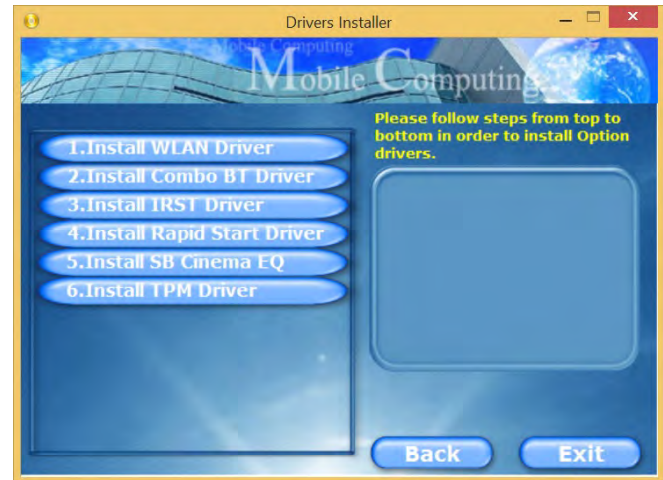 Drivers Installer
Mobile Computing
Mobile Computing
Please follow steps from top to
bottom in order to install Option
drivers.
1.Install WLAN Driver
2.Install Combo BT Driver
3.Install IRST Driver
4.Install Rapid Start Driver
5.Install SB Cinema EQ
6.Install TPM Driver
Back
Exit